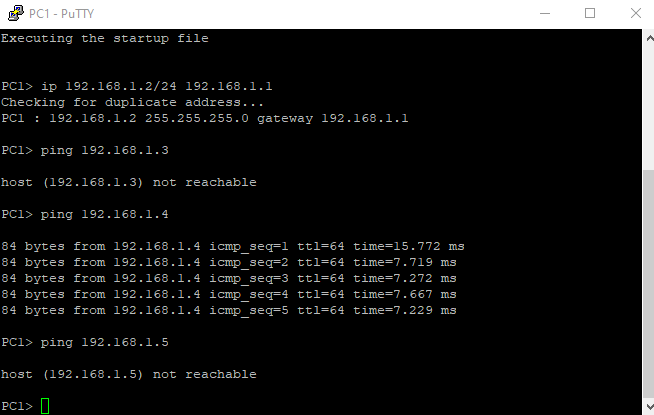 PC1 - PuTTY
Executing the startup file
PC1> ip 192.168.1.2/24 192.168.1.1
Checking for duplicate address...
PC1 : 192.168.1.2 255.255.255.0 gateway 192.168.1.1
PC1> ping 192.168.1.3
host (192.168.1.3) not reachable
PC1> ping 192.168.1.4
84 bytes from 192.168.1.4 icmp_seq=1 ttl=64 time=15.772 ms
84 bytes from 192.168.1.4 icmp_seq=2 ttl=64 time=7.719 ms
84 bytes from 192.168.1.4 icmp_seq=3 ttl=64 time=7.272 ms
84 bytes from 192.168.1.4 icmp_seq=4 ttl=64 time=7.667 ms
84 bytes from 192.168.1.4 icmp_seq=5 ttl=64 time=7.229 ms
PC1> ping 192.168.1.5
host (192.168.1.5) not reachable
PC1>